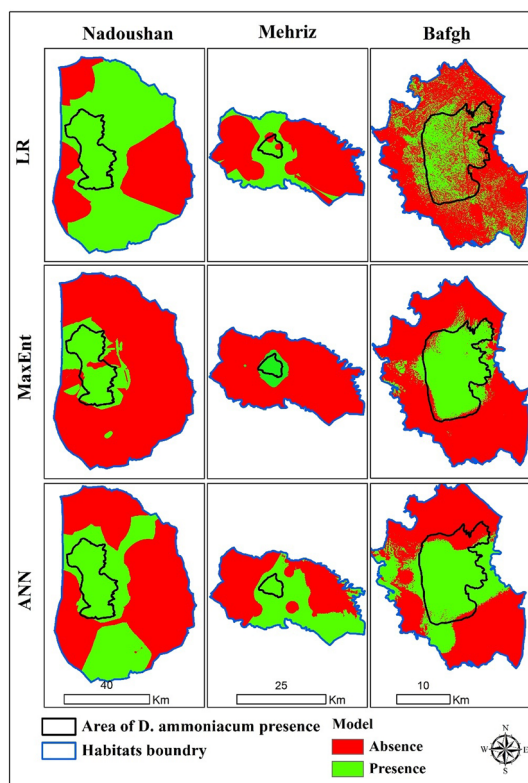 Nadoushan Mehriz Bafgh
LR
MaxEnt
ANN
40 25 10
Km Km Km
Area of D. ammoniacum presence
Habitats boundry
Model
Absence
Presence
N
W E
S